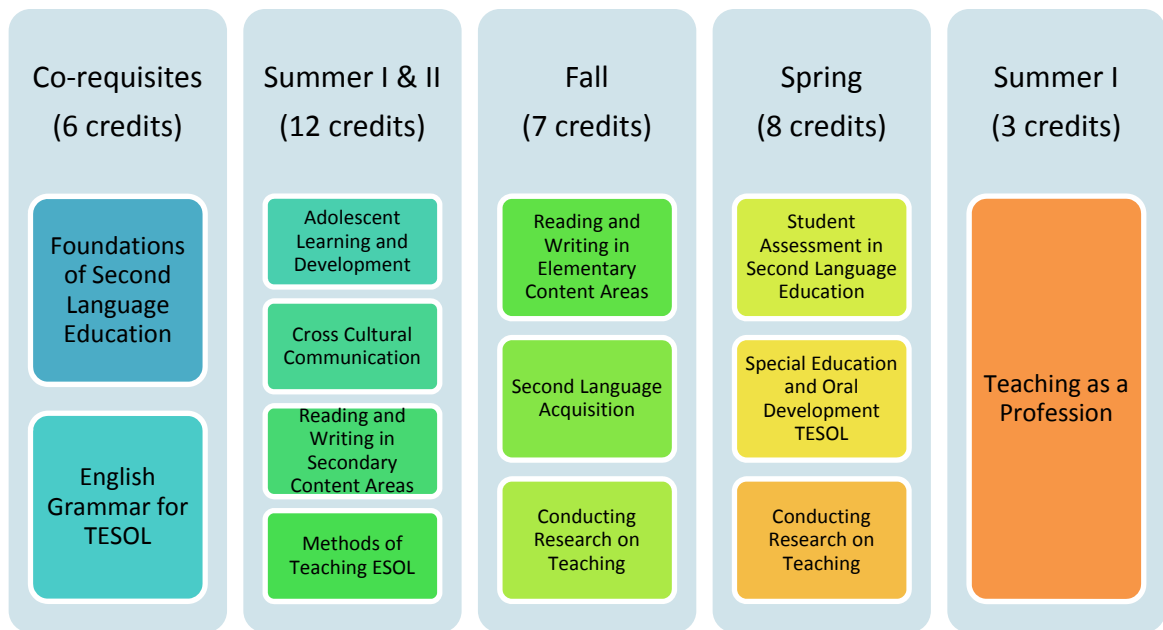 Co-requisites
(6 credits)
Foundations
of Second
Language
Education
English
Grammar for
TESOL
Summer I & II
(12 credits)
Adolescent
Learning and
Development
Cross Cultural
Communication
Reading and
Writing in
Secondary
Content Areas
Methods of
Teaching ESOL
Fall
(7 credits)
Reading and
Writing in
Elementary
Content Areas
Second Language
Acquisition
Conducting
Research on
Teaching
Spring
(8 credits)
Student
Assessment in
Second Language
Education
Special Education
and Oral
Development
TESOL
Conducting
Research on
Teaching
Summer I
(3 credits)
Teaching as a
Profession